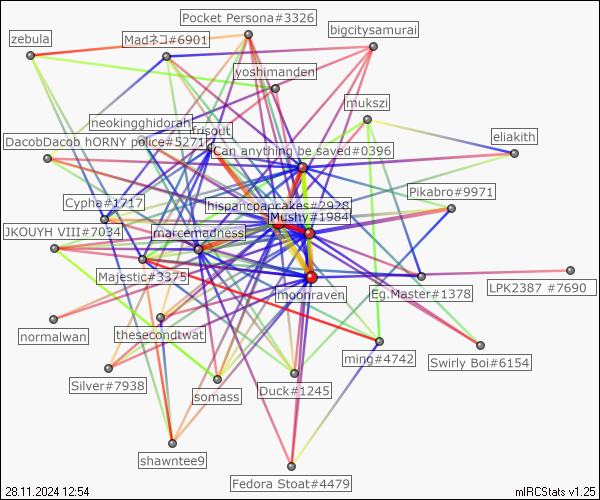 Pocket Persona#3326
bigcitysamurai
zebula
Madネコ#6901
yoshimanden
mukszi
neokingghidorah
frisout
DacobDacob hORNY police#5271
Can anything be saved#0396
eliakith
Pikabro#9971
Cypha#1717
hispancpancakes#2928
Mushy#1984
JKOUYH VIII#7034
marcemadness
Majestic#3375
moonraven
Eg.Master#1378
LPK2387 #7690
normalwan
thesecondtwat
ming#4742
Swirly Boi#6154
Silver#7938
somass
Duck#1245
shawntee9
Fedora Stoat#4479
28.11.2024 12:54
mIRCStats v1.25